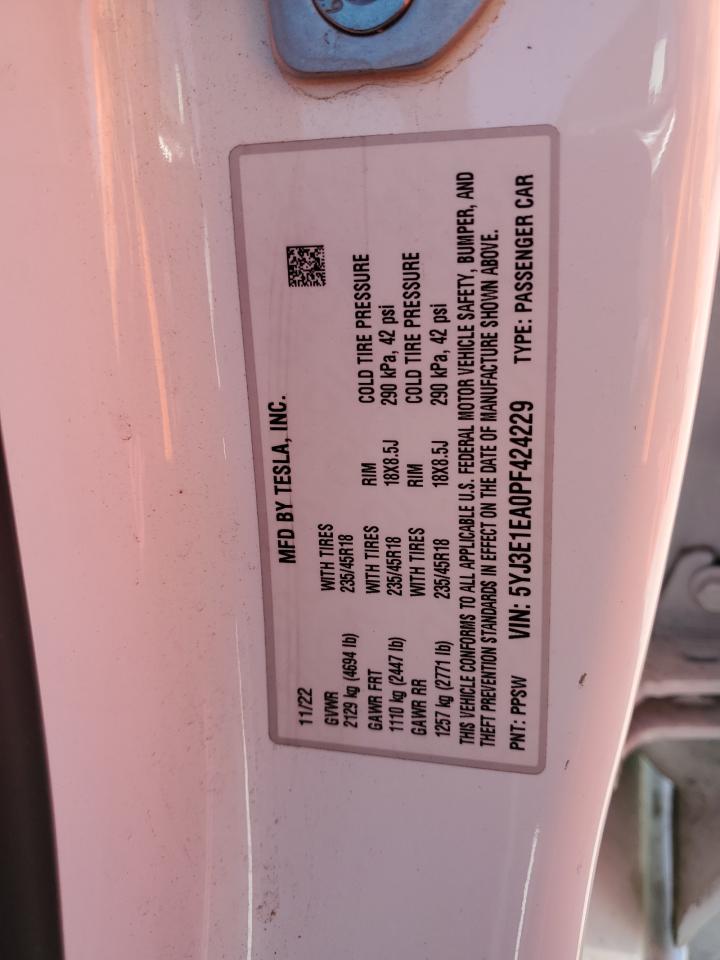 MFD BY TESLA, INC.
11/22
GVWR WITH TIRES
2129 kg (4694 lb) 235/45R18
GAWR FRT WITH TIRES RIM COLD TIRE PRESSURE
1110 kg (2447 lb) 235/45R18 18X8.5J 290 kPa, 42 psi
GAWR RR WITH TIRES RIM COLD TIRE PRESSURE
1257 kg (2771 lb) 235/45R18 18X8.5J 290 kPa, 42 psi
THIS VEHICLE CONFORMS TO ALL APPLICABLE U.S. FEDERAL MOTOR VEHICLE SAFETY, BUMPER, AND
THEFT PREVENTION STANDARDS IN EFFECT ON THE DATE OF MANUFACTURE SHOWN ABOVE.
PNT: PPSW VIN: 5YJ3E1EA0PF424229 TYPE: PASSENGER CAR